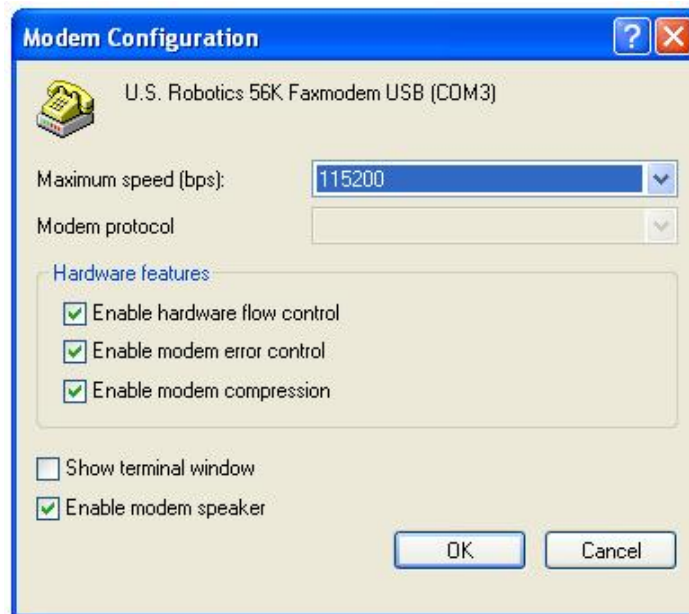 Modem Configuration
?
U.S. Robotics 56K Faxmodem USB (COM3)
Maximum speed (bps): 115200
Modem protocol
Hardware features
Enable hardware flow control
Enable modem error control
Enable modem compression
Show terminal window
Enable modem speaker
OK Cancel